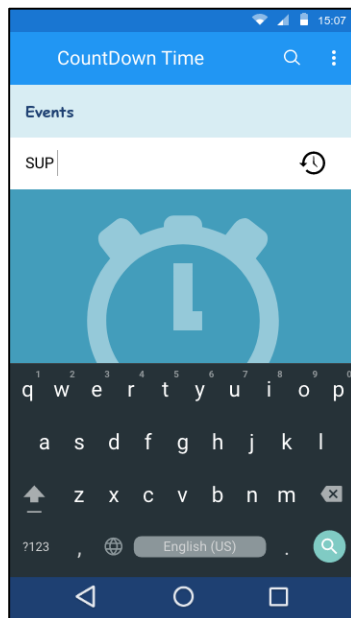 15:07
CountDown Time
Events
SUP
1 2 3 4 5 6 7 8 9 0
q w e r t y u i o p
a s d f g h j k l
z x c v b n m
?123 , English (US) .